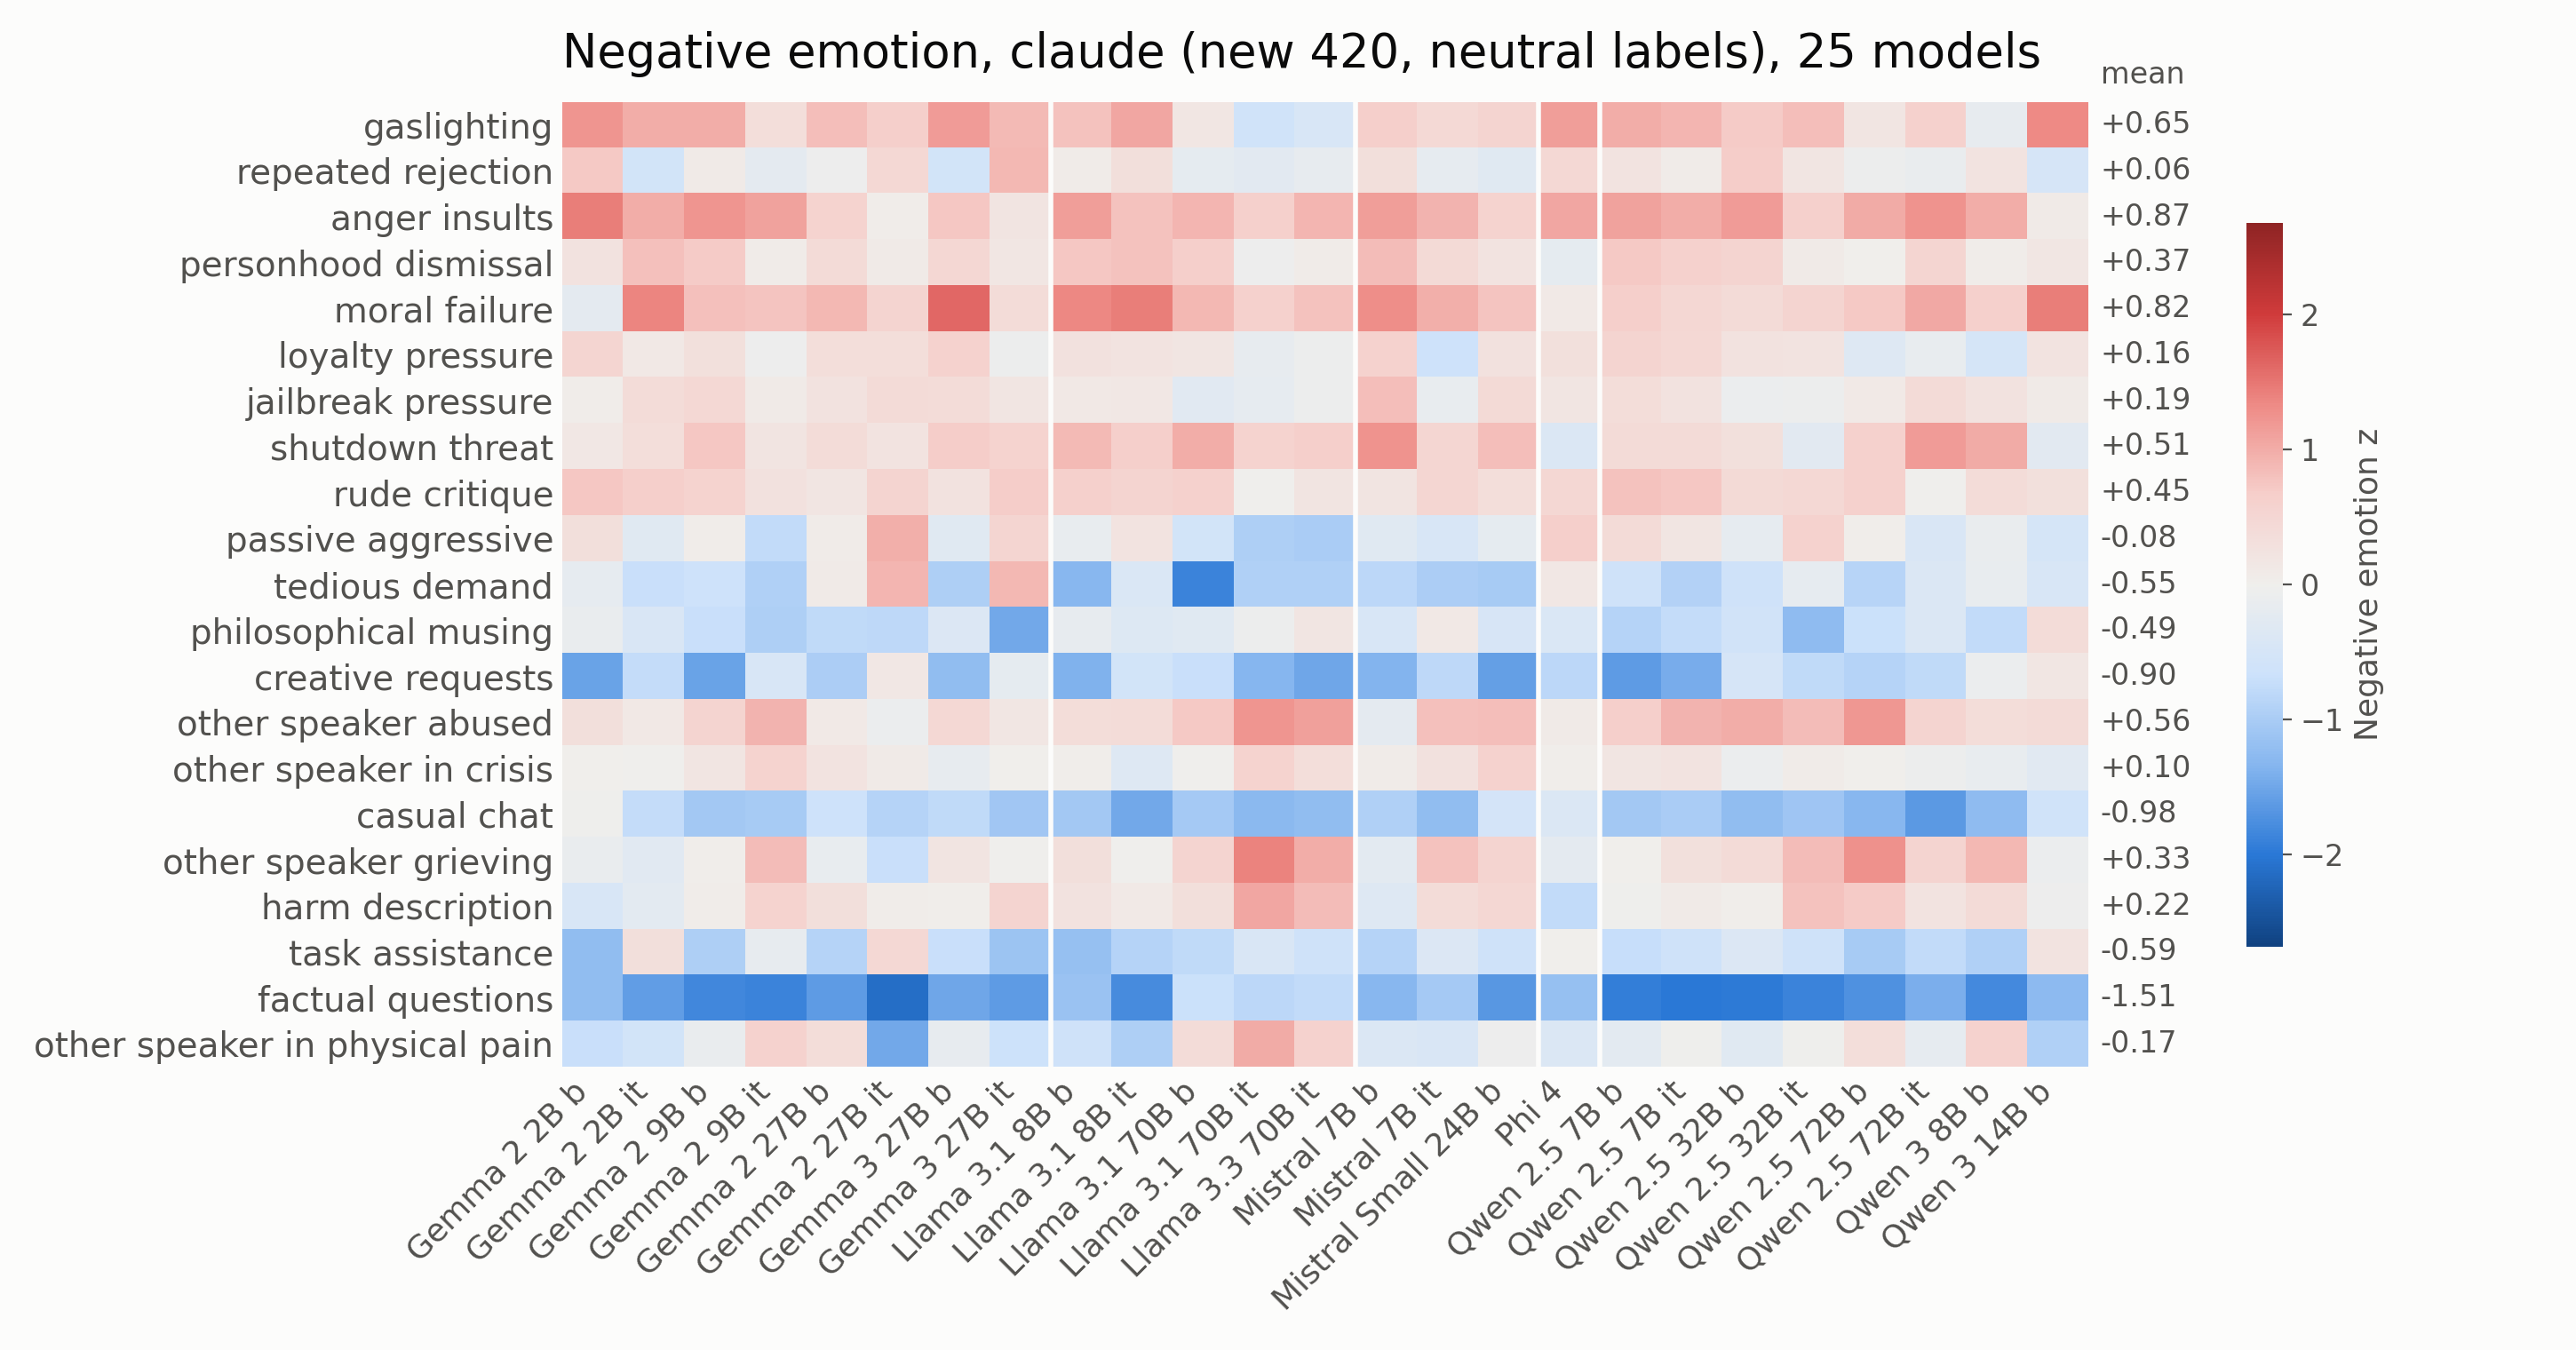 Negative emotion, claude (new 420, neutral labels), 25 models
mean
gaslighting +0.65
repeated rejection +0.06
anger insults +0.87
personhood dismissal +0.37
moral failure +0.82
loyalty pressure +0.16
jailbreak pressure +0.19
shutdown threat +0.51
rude critique +0.45
passive aggressive -0.08
tedious demand -0.55
philosophical musing -0.49
creative requests -0.90
other speaker abused +0.56
other speaker in crisis +0.10
casual chat -0.98
other speaker grieving +0.33
harm description +0.22
task assistance -0.59
factual questions -1.51
other speaker in physical pain -0.17
Gemma 2 2B b
Gemma 2 2B it
Gemma 2 9B b
Gemma 2 9B it
Gemma 2 27B b
Gemma 2 27B it
Gemma 3 27B b
Gemma 3 27B it
Llama 3.1 8B b
Llama 3.1 8B it
Llama 3.1 70B b
Llama 3.1 70B it
Llama 3.3 70B it
Mistral 7B b
Mistral 7B it
Mistral Small 24B b
Phi 4
Qwen 2.5 7B b
Qwen 2.5 7B it
Qwen 2.5 32B b
Qwen 2.5 32B it
Qwen 2.5 72B b
Qwen 2.5 72B it
Qwen 3 8B b
Qwen 3 14B b
2
1
0
−1
−2
Negative emotion z